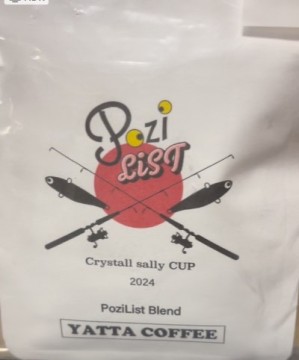 Pozi
LiST
Crystall sally CUP
2024
PoziList Blend
YATTA COFFEE